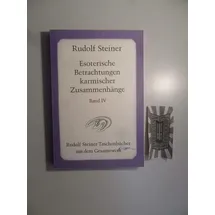 Rudolf Steiner
Esoterische
Betrachtungen
karmischer
Zusammenhänge
Band IV
Rudolf Steiner Taschenbücher
aus dem Gesamtwerk